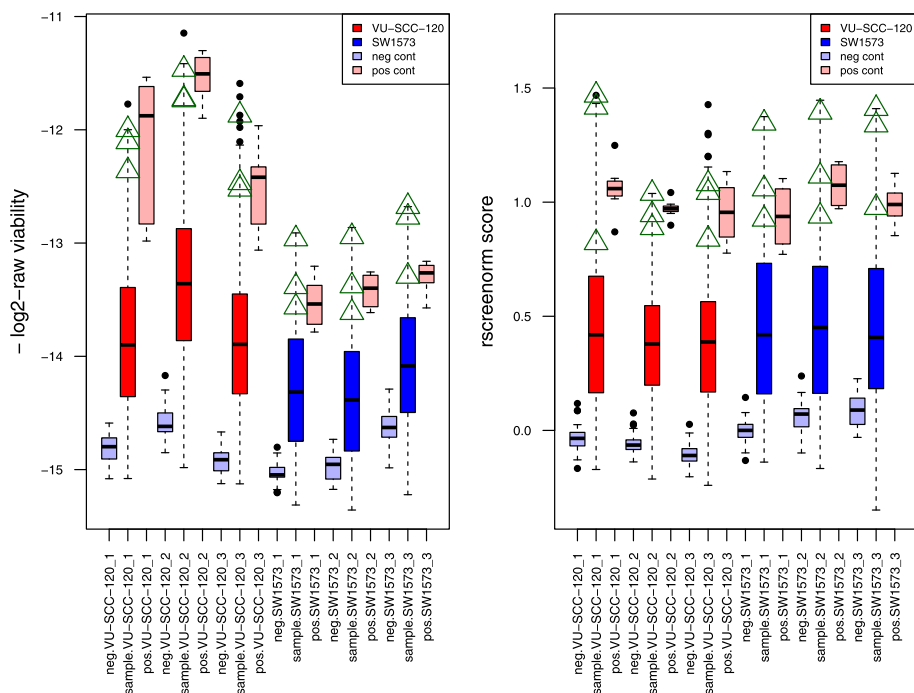 − log2−raw viability
-11
-12
-13
-14
-15
VU−SCC−120
SW1573
neg cont
pos cont
neg.VU−SCC−120_1
sample.VU−SCC−120_1
pos.VU−SCC−120_1
neg.VU−SCC−120_2
sample.VU−SCC−120_2
pos.VU−SCC−120_2
neg.VU−SCC−120_3
sample.VU−SCC−120_3
pos.VU−SCC−120_3
neg.SW1573_1
sample.SW1573_1
pos.SW1573_1
neg.SW1573_2
sample.SW1573_2
pos.SW1573_2
neg.SW1573_3
sample.SW1573_3
pos.SW1573_3
rscreenorm score
1.5
1.0
0.5
0.0
VU−SCC−120
SW1573
neg cont
pos cont
neg.VU−SCC−120_1
sample.VU−SCC−120_1
pos.VU−SCC−120_1
neg.VU−SCC−120_2
sample.VU−SCC−120_2
pos.VU−SCC−120_2
neg.VU−SCC−120_3
sample.VU−SCC−120_3
pos.VU−SCC−120_3
neg.SW1573_1
sample.SW1573_1
pos.SW1573_1
neg.SW1573_2
sample.SW1573_2
pos.SW1573_2
neg.SW1573_3
sample.SW1573_3
pos.SW1573_3